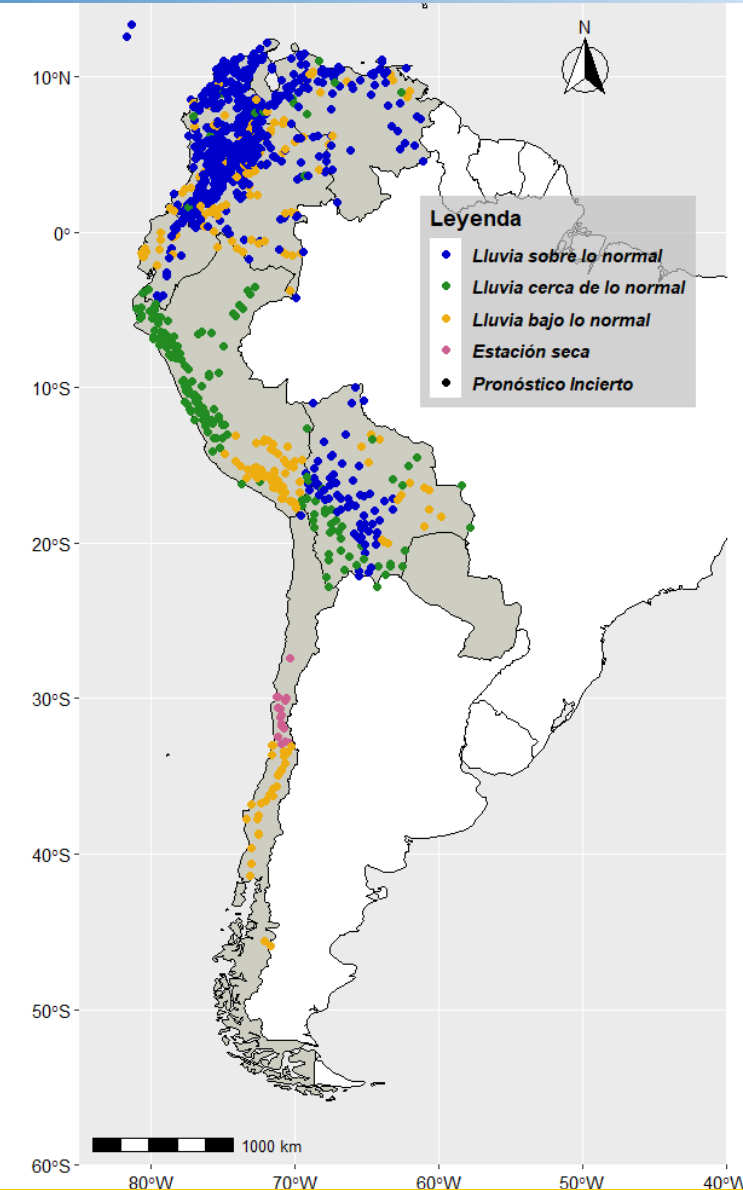 N
10°N
0°
10°S
20°S
30°S
40°S
50°S
60°S
Leyenda
Lluvia sobre lo normal
Lluvia cerca de lo normal
Lluvia bajo lo normal
Estación seca
Pronóstico Incierto
1000 km
80°W
70°W
60°W
50°W
40°W